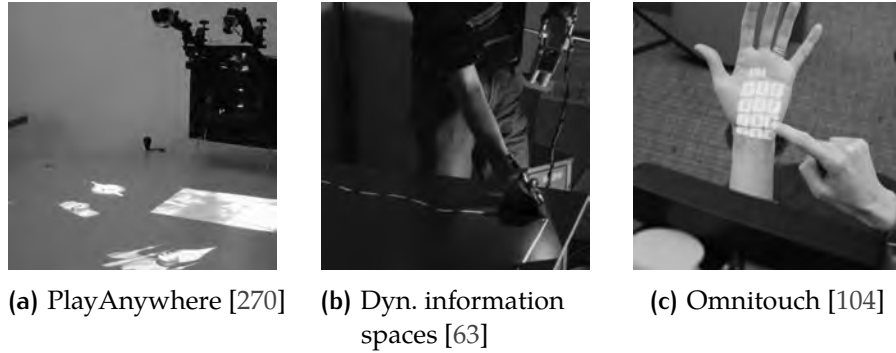 (a) PlayAnywhere [270]
(b) Dyn. information
spaces [63]
(c) Omnitouch [104]